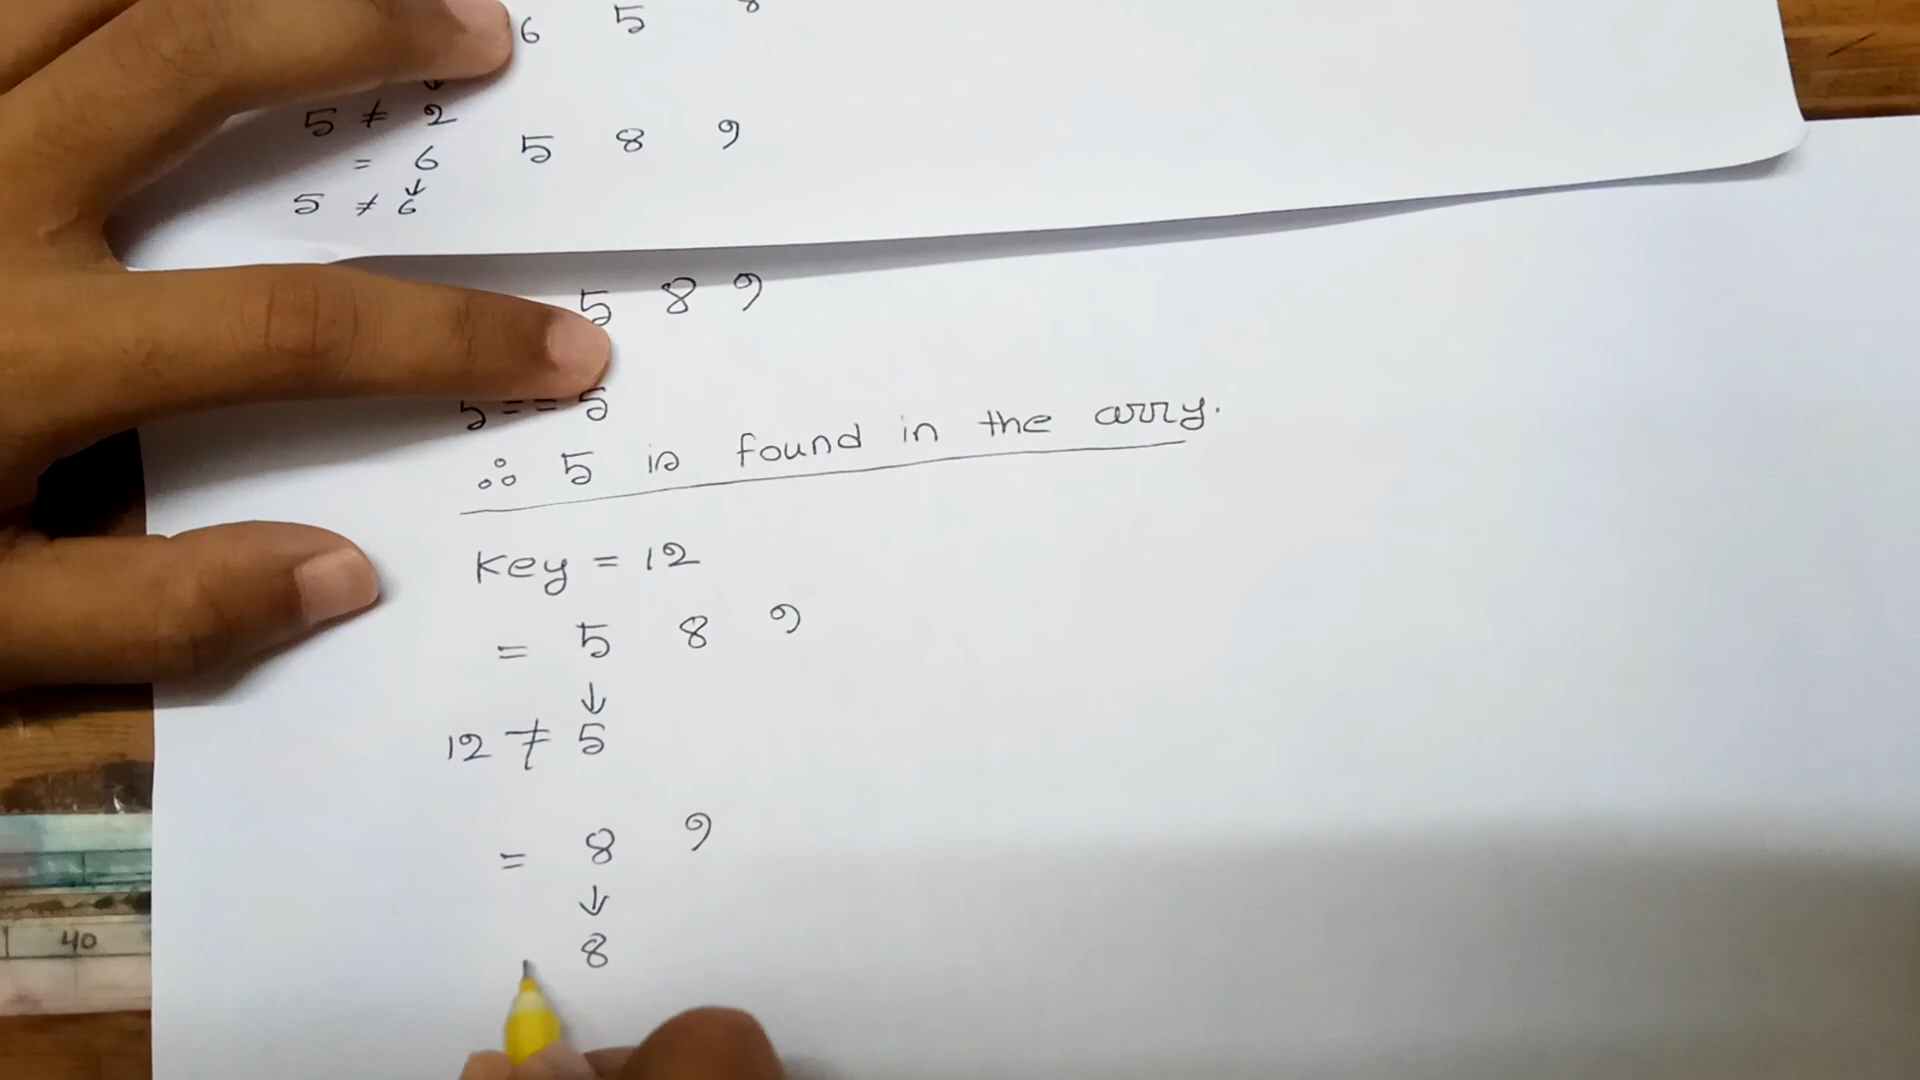 6 5 8
5 ≠ 2
= 6 5 8 9
↓
5 ≠ 6
5 8 9
5 == 5
∴ 5 is found in the arry.
Key = 12
= 5 8 9
↓
12 ≠ 5
= 8 9
↓
8
40